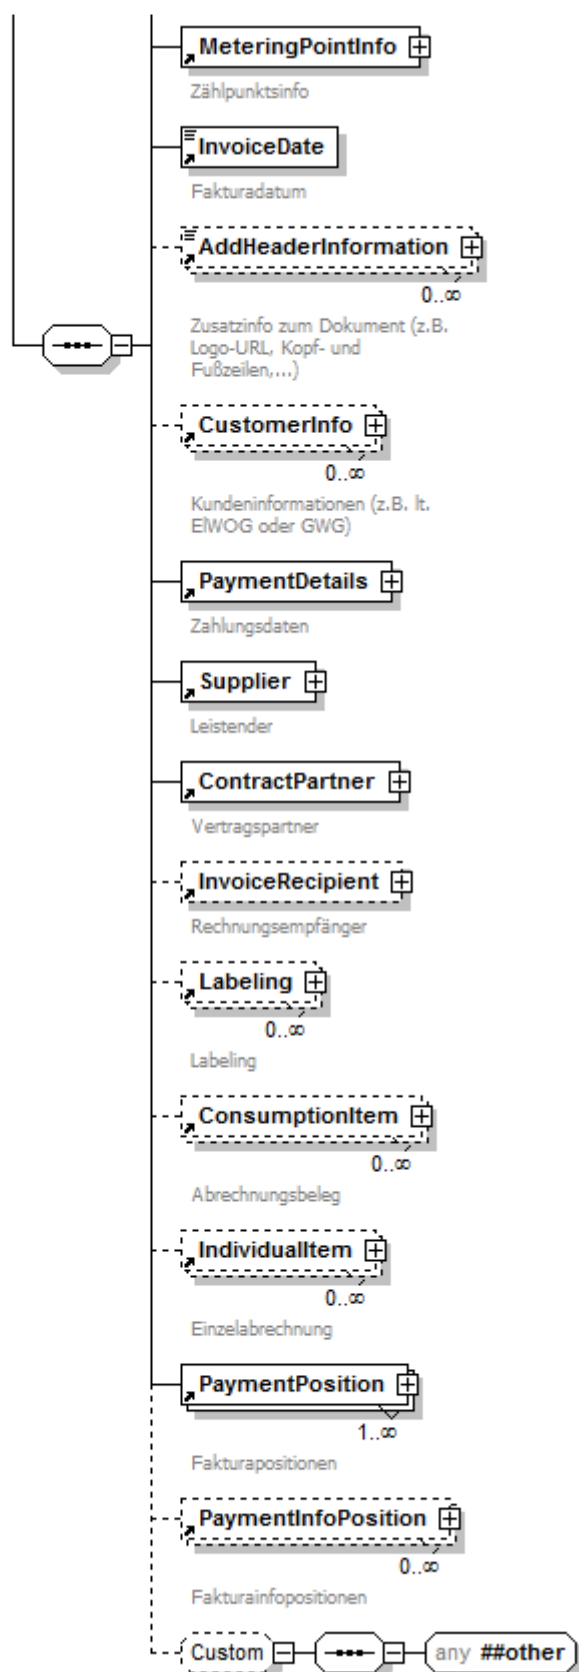 MeteringPointInfo
Zählpunktsinfo
InvoiceDate
Fakturadatum
AddHeaderInformation
0..∞
Zusatzinfo zum Dokument (z.B.
Logo-URL, Kopf- und
Fußzeilen,...)
CustomerInfo
0..∞
Kundeninformationen (z.B. lt.
ElWOG oder GWG)
PaymentDetails
Zahlungsdaten
Supplier
Leistender
ContractPartner
Vertragspartner
InvoiceRecipient
Rechnungsempfänger
Labeling
0..∞
Labeling
ConsumptionItem
0..∞
Abrechnungsbeleg
IndividualItem
0..∞
Einzelabrechnung
PaymentPosition
1..∞
Fakturapositionen
PaymentInfoPosition
0..∞
Fakturainfopositionen
Custom any ##other